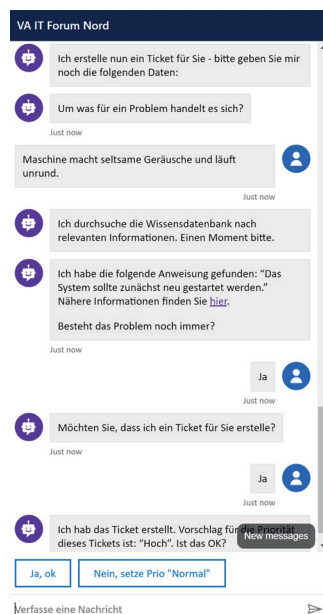 VA IT Forum Nord
Ich erstelle nun ein Ticket für Sie - bitte geben Sie mir
noch die folgenden Daten:
Um was für ein Problem handelt es sich?
Just now
Maschine macht seltsame Geräusche und läuft
unrund.
Just now
Ich durchsuche die Wissensdatenbank nach
relevanten Informationen. Einen Moment bitte.
Ich habe die folgende Anweisung gefunden: "Das
System sollte zunächst neu gestartet werden."
Nähere Informationen finden Sie hier.
Besteht das Problem noch immer?
Just now
Ja
Just now
Möchten Sie, dass ich ein Ticket für Sie erstelle?
Just now
Ja
Just now
Ich hab das Ticket erstellt. Vorschlag für die Priorität
dieses Tickets ist: "Hoch". Ist das OK?
New messages
Ja, ok
Nein, setze Prio "Normal"
Verfasse eine Nachricht